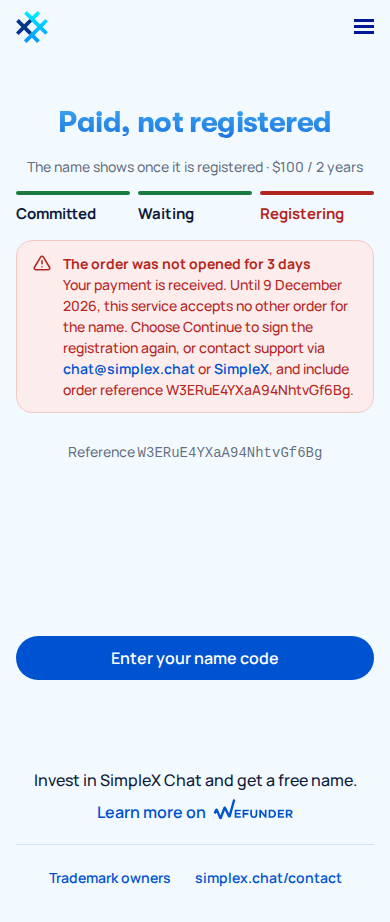 Paid, not registered
The name shows once it is registered · $100 / 2 years
Committed
Waiting
Registering
The order was not opened for 3 days
Your payment is received. Until 9 December
2026, this service accepts no other order for
the name. Choose Continue to sign the
registration again, or contact support via
chat@simplex.chat or SimpleX, and include
order reference W3ERuE4YXaA94NhtvGf6Bg.
Reference W3ERuE4YXaA94NhtvGf6Bg
Enter your name code
Invest in SimpleX Chat and get a free name.
Learn more on WEFUNDER
Trademark owners
simplex.chat/contact